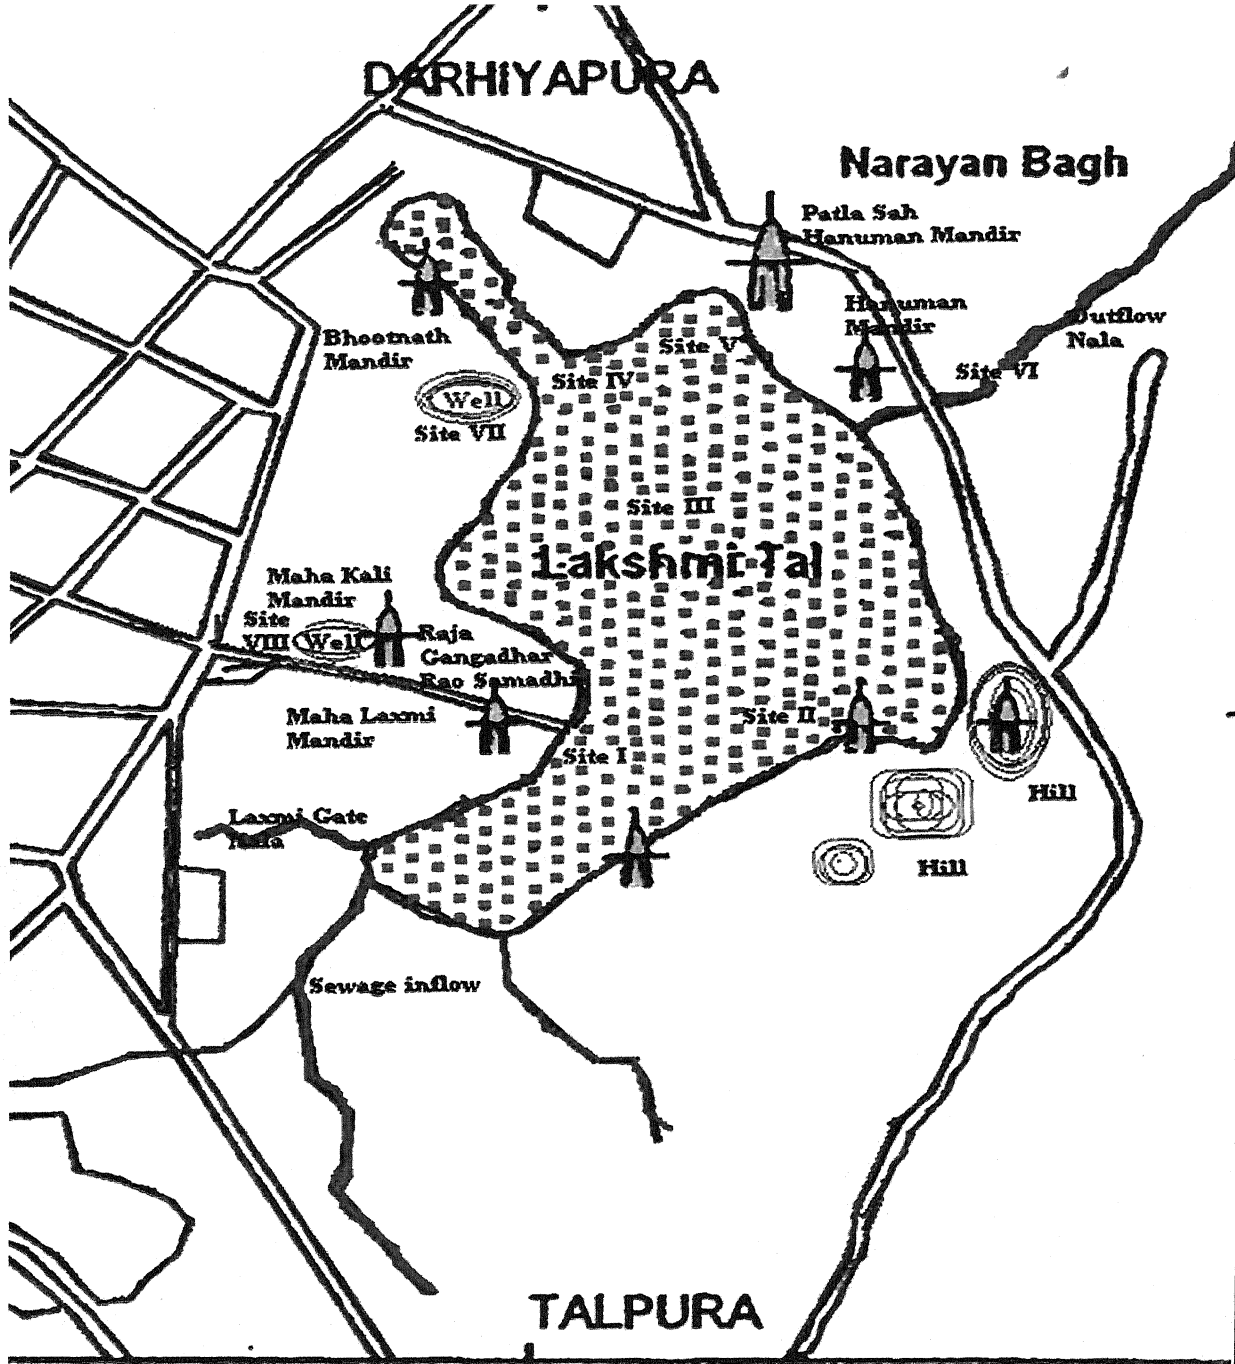 DARHIYAPURA
Narayan Bagh
Patla Sah
Hanuman Mandir
Hanuman
Mandir
Outflow
Nala
Bhootnath
Mandir
Site V
Site IV
Site VI
Well
Site VII
Site III
Lakshmi Tal
Maha Kali
Mandir
Site
VIII
Well
Raja
Gangadhar
Rao Samadhi
Maha Laxmi
Mandir
Site II
Site I
Hill
Laxmi Gate
Nala
Hill
Sewage inflow
TALPURA